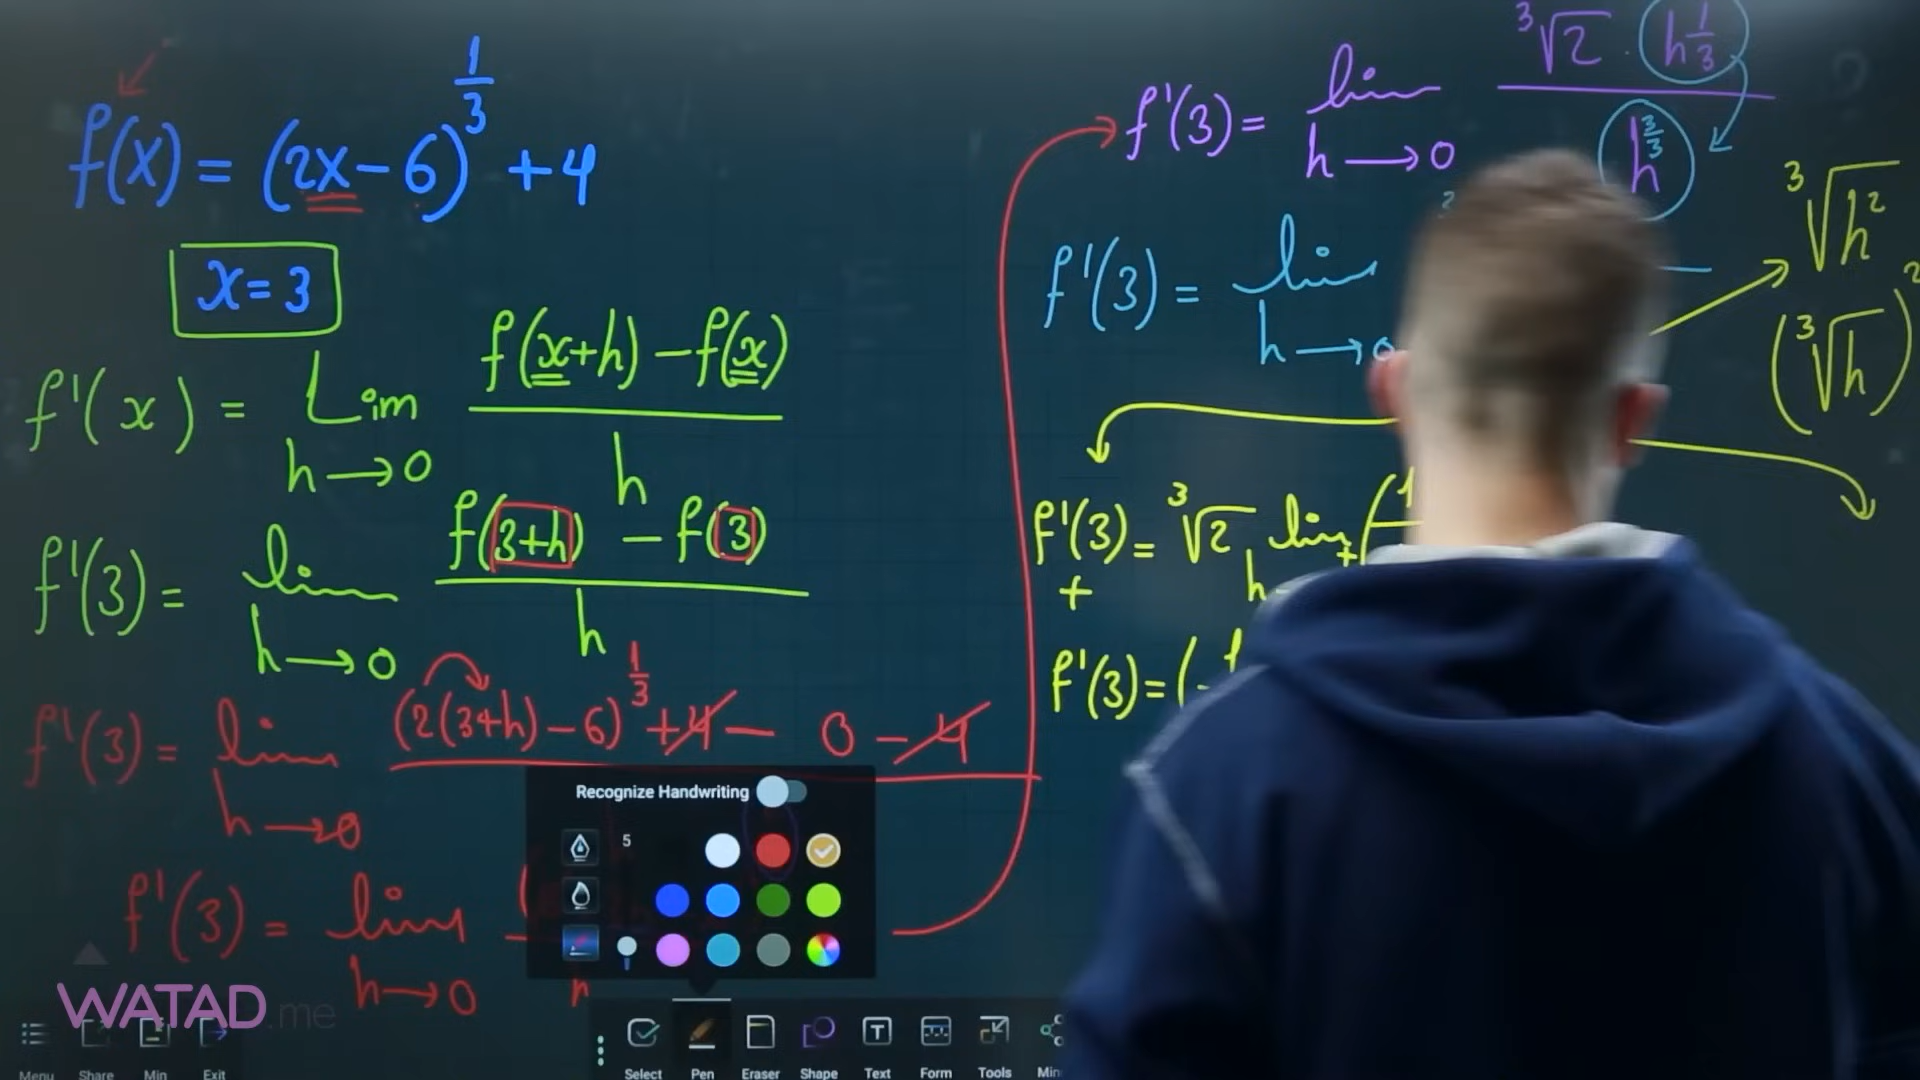 f(x) = (2x-6)^{1/3} + 4
x=3
f'(x) = Lim h→0 (f(x+h) - f(x)) / h
f'(3) = lim h→0 (f(3+h) - f(3)) / h
f'(3) = lim h→0 (2(3+h)-6)^{1/3} +4 - 0 -4
f'(3) = lim h→0
h
f'(3) = lim h→0 (∛2 · h^{1/3}) / h^{3/3}
f'(3) = lim h→0
∛h²
(∛h)²
f'(3) = ∛2 lim
+
f'(3) = (-
Recognize Handwriting
5
WATAD.me
Menu Share Min Exit
Select Pen Eraser Shape Text Form Tools